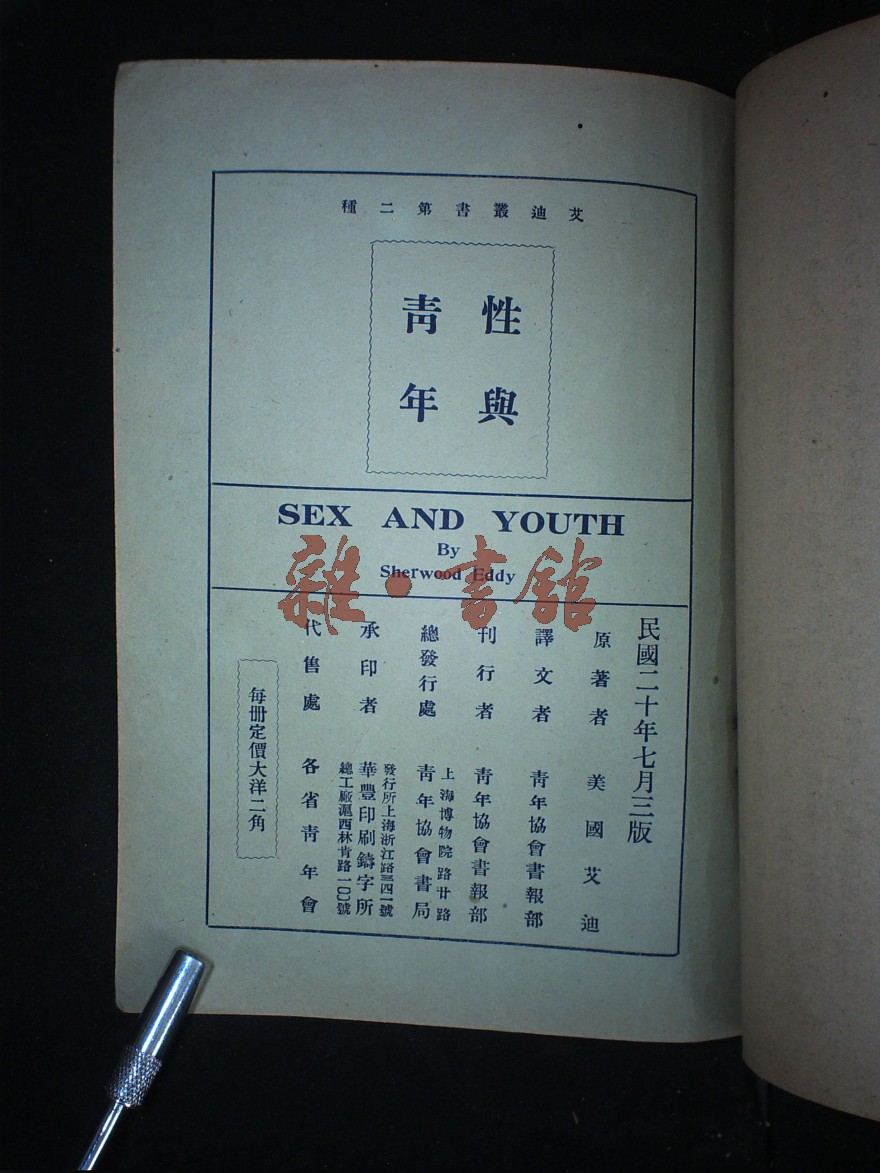 艾迪叢書第二種
性與
青年
SEX AND YOUTH
By
Sherwood Eddy
雜·書館
民國二十年七月三版
原著者 美國艾迪
譯文者 青年協會書報部
刊行者 青年協會書報部
總發行處 上海博物院路廿號
青年協會書局
承印者 發行所上海浙江路三四一號
華豐印刷鑄字所
總工廠滬西林肯路一〇〇號
代售處 各省青年會
每冊定價大洋二角